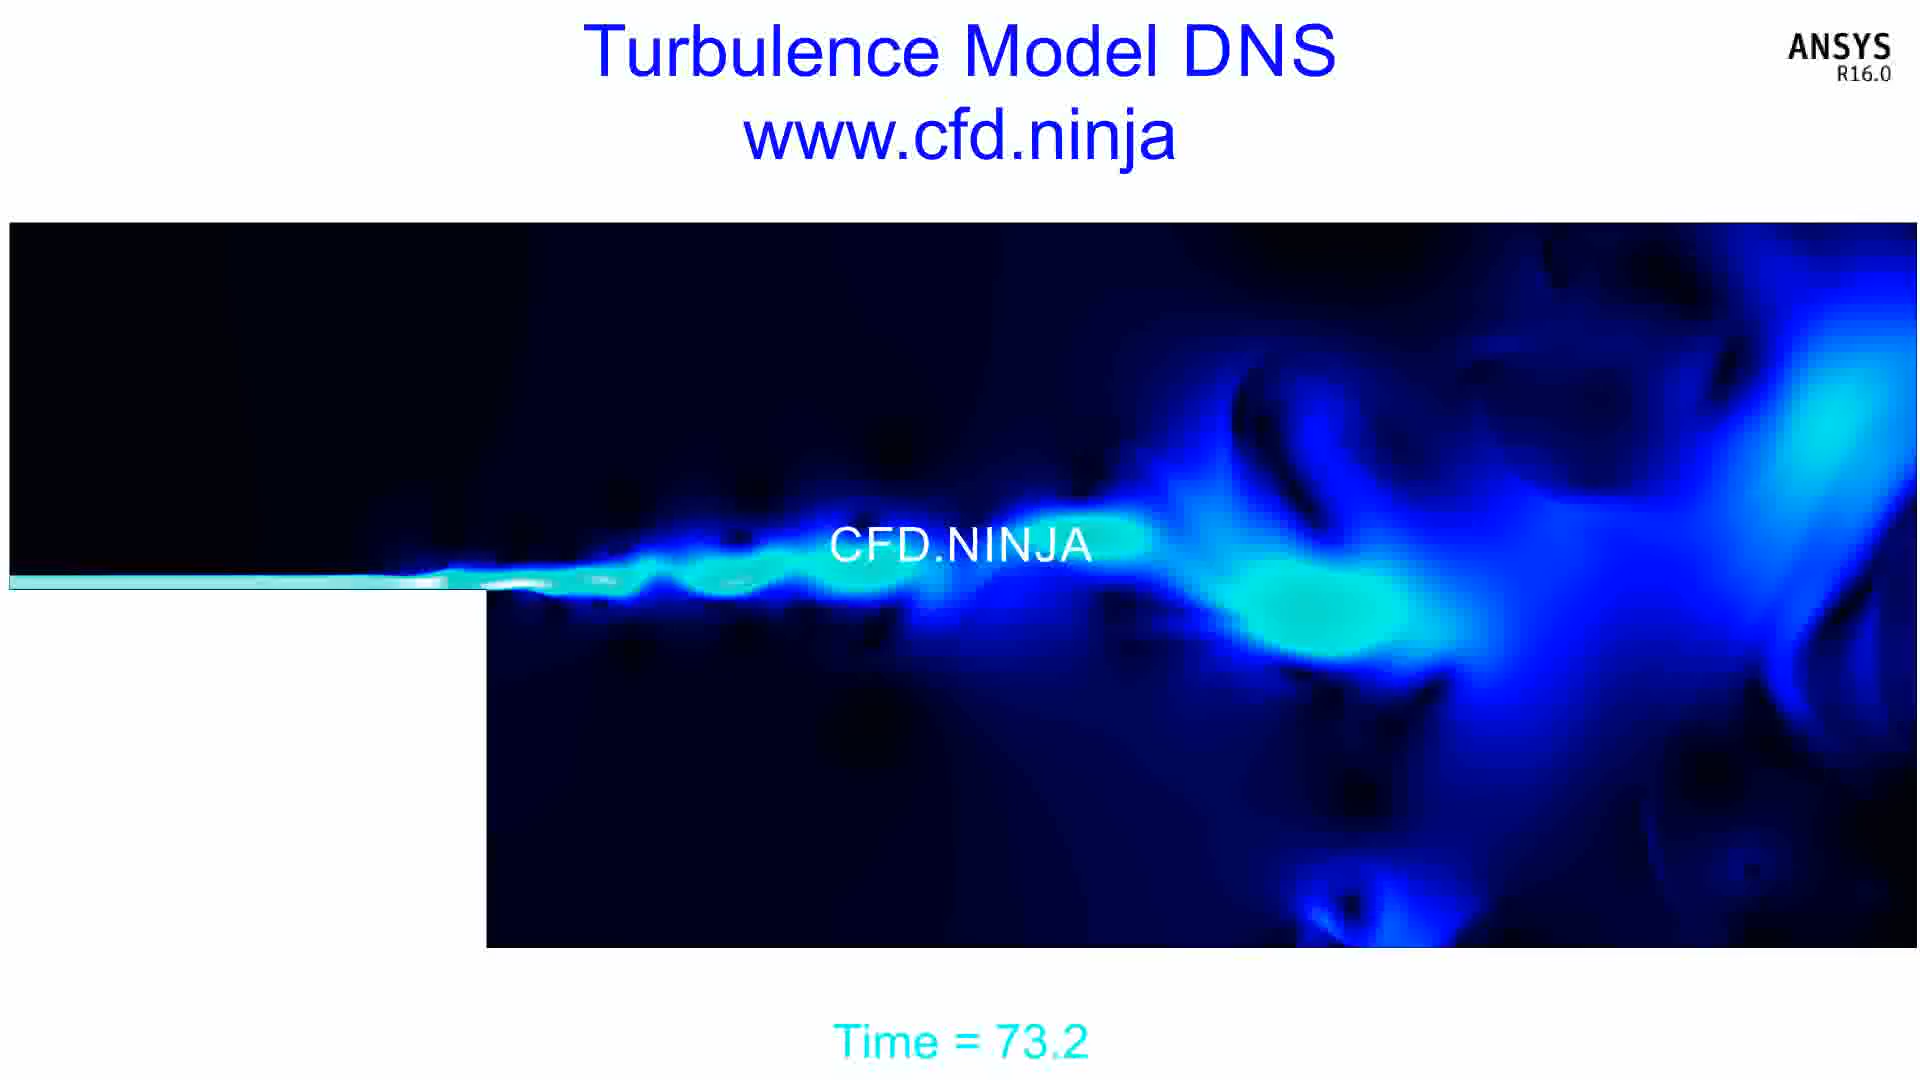 Turbulence Model DNS
www.cfd.ninja
ANSYS
R16.0
CFD.NINJA
Time = 73.2